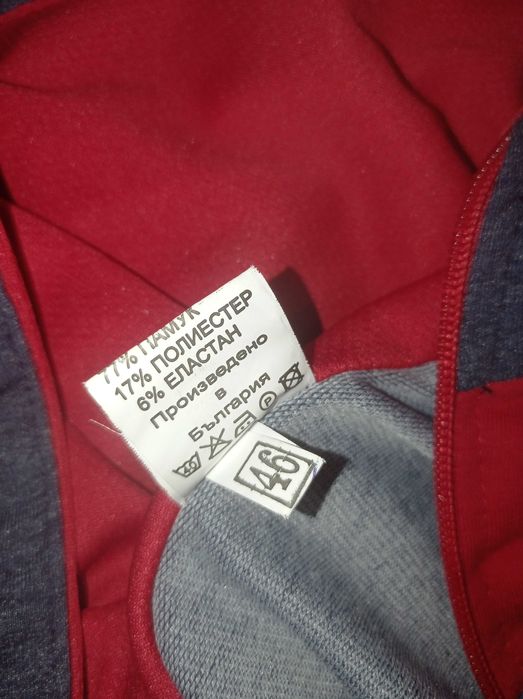 77% ПАМУК
17% ПОЛИЕСТЕР
6% ЕЛАСТАН
Произведено
в
България
46